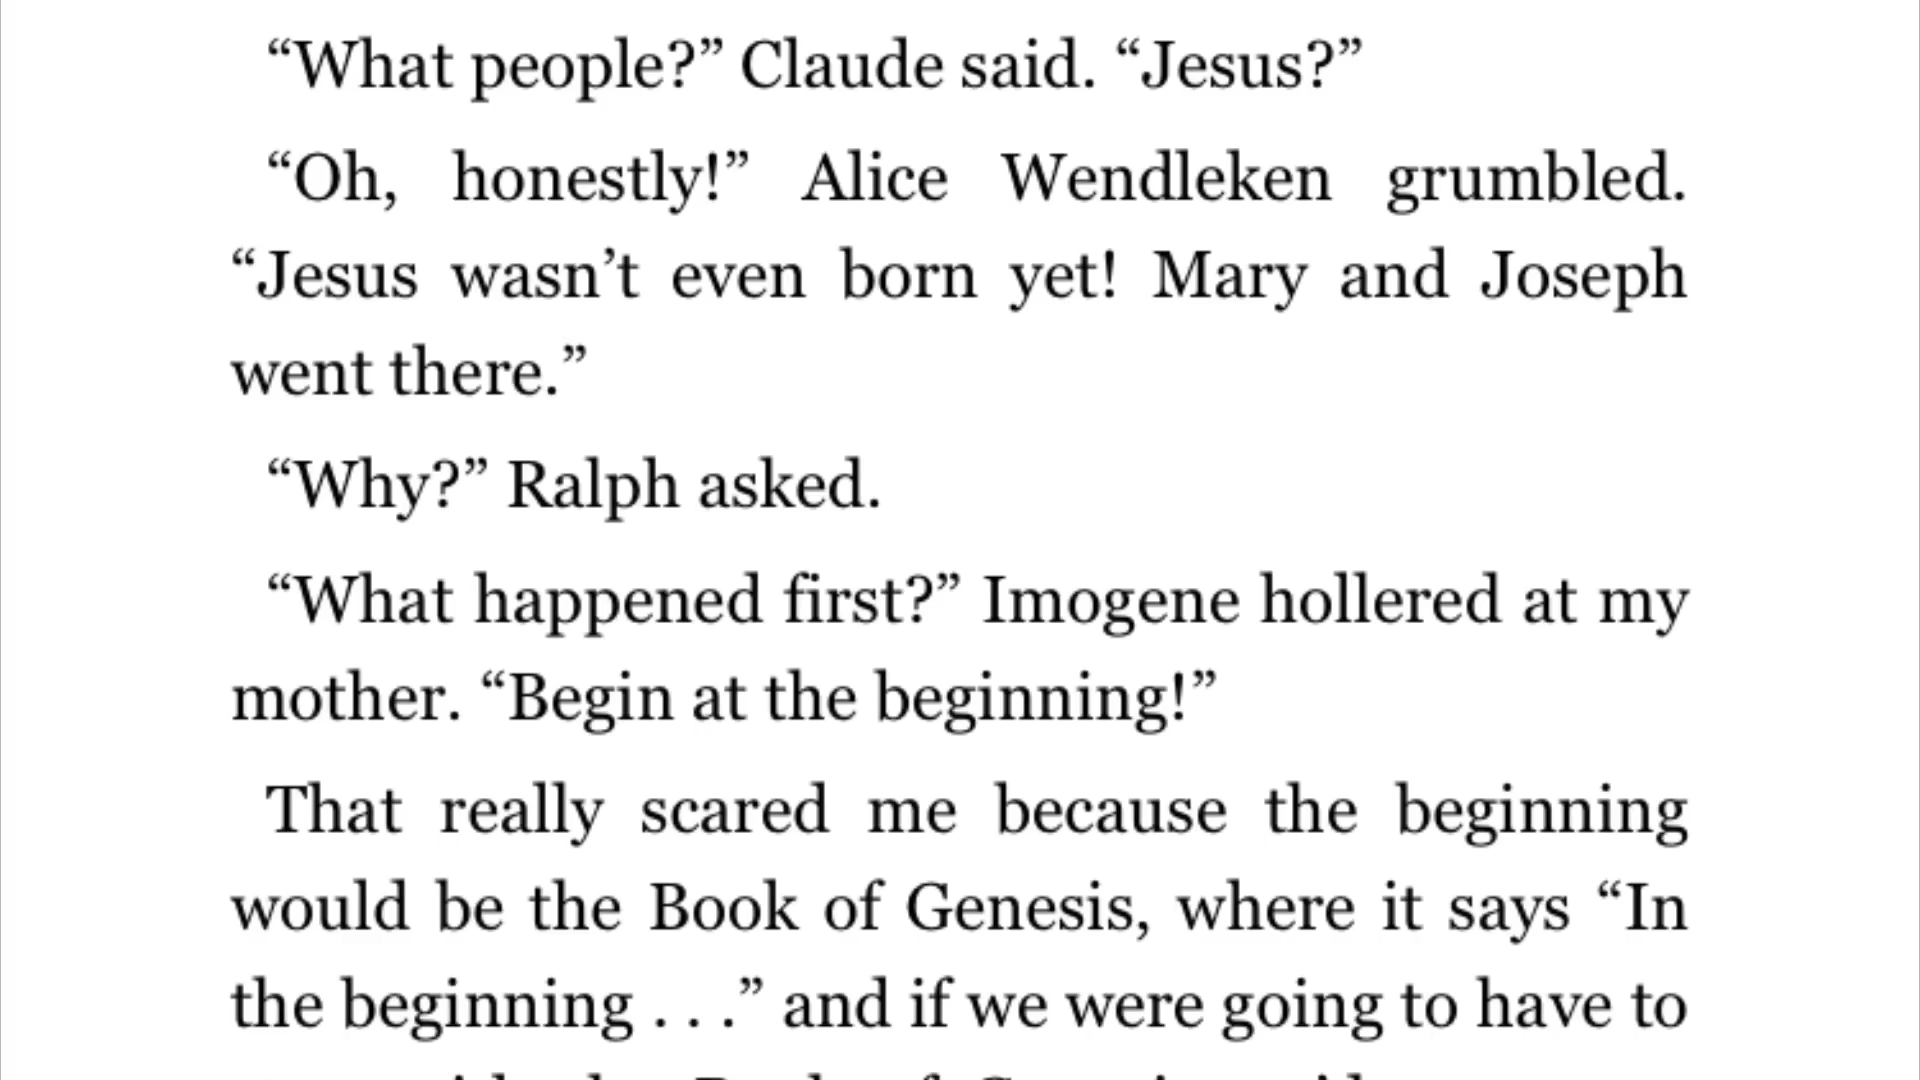 “What people?” Claude said. “Jesus?”
“Oh, honestly!” Alice Wendleken grumbled.
“Jesus wasn’t even born yet! Mary and Joseph
went there.”
“Why?” Ralph asked.
“What happened first?” Imogene hollered at my
mother. “Begin at the beginning!”
That really scared me because the beginning
would be the Book of Genesis, where it says “In
the beginning . . .” and if we were going to have to